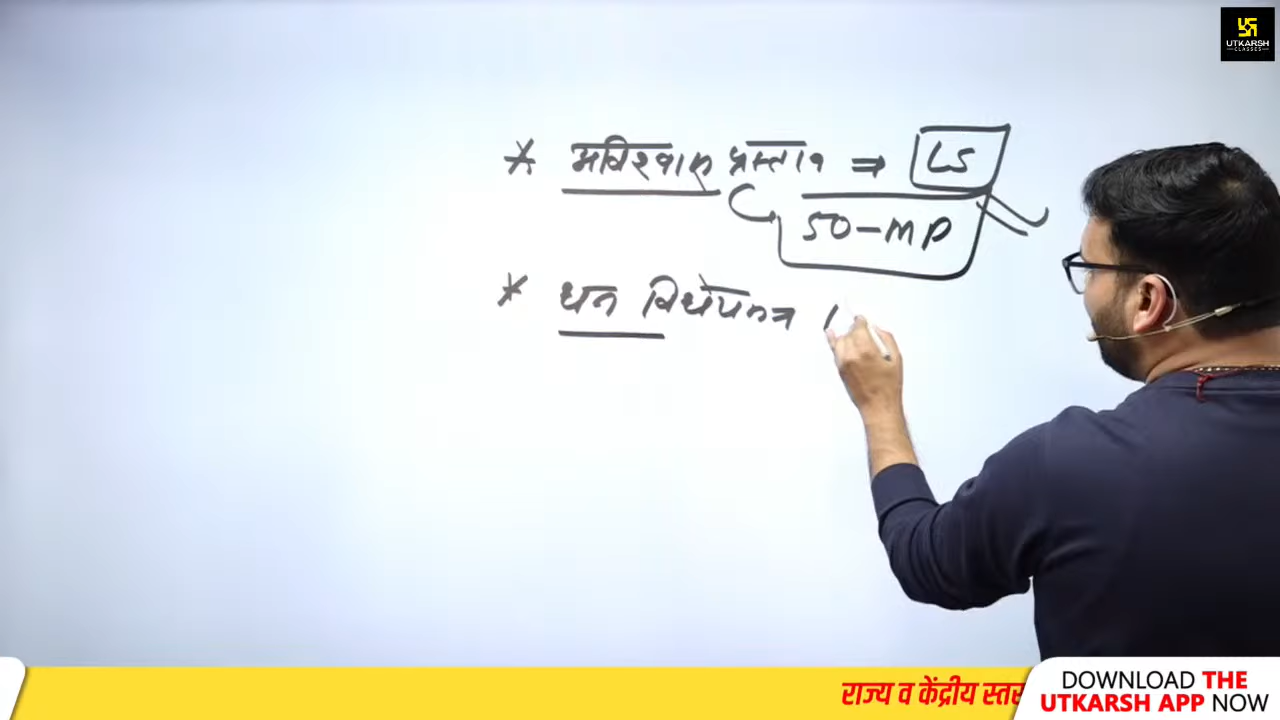 UTKARSH
CLASSES
* अविश्वास प्रस्ताव ⇒ LS
50-MP
* धन विधेयक
राज्य व केंद्रीय स्तर
DOWNLOAD THE
UTKARSH APP NOW